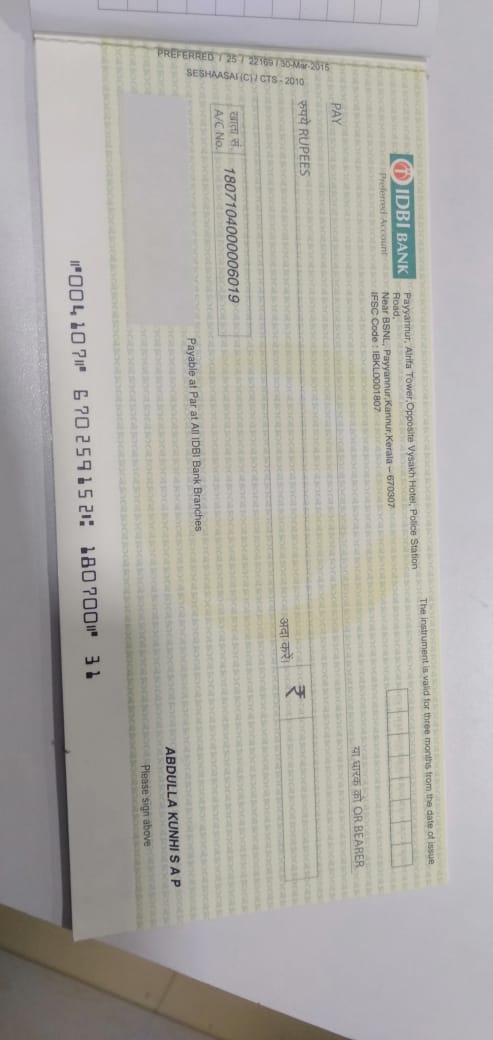 The instrument is valid for three months from the date of issue
IDBI BANK
Preferred Account
Payyannur, Alrifa Tower,Opposite Vysakh Hotel, Police Station
Road,
Near BSNL, Payyannur,Kannur,Kerala – 670307
IFSC Code : IBKL0001807
PAY
या धारक को OR BEARER
रुपये RUPEES
अदा करें।
₹
खाता सं.
A/C No.
1807104000006019
Payable at Par at All IDBI Bank Branches
ABDULLA KUNHI S A P
Please sign above
PREFERRED / 25 / 22169 / 30-Mar-2015
SESHAASAI (C) / CTS - 2010
⑈004107⑈ 670259152⑆ 180700⑈ 31